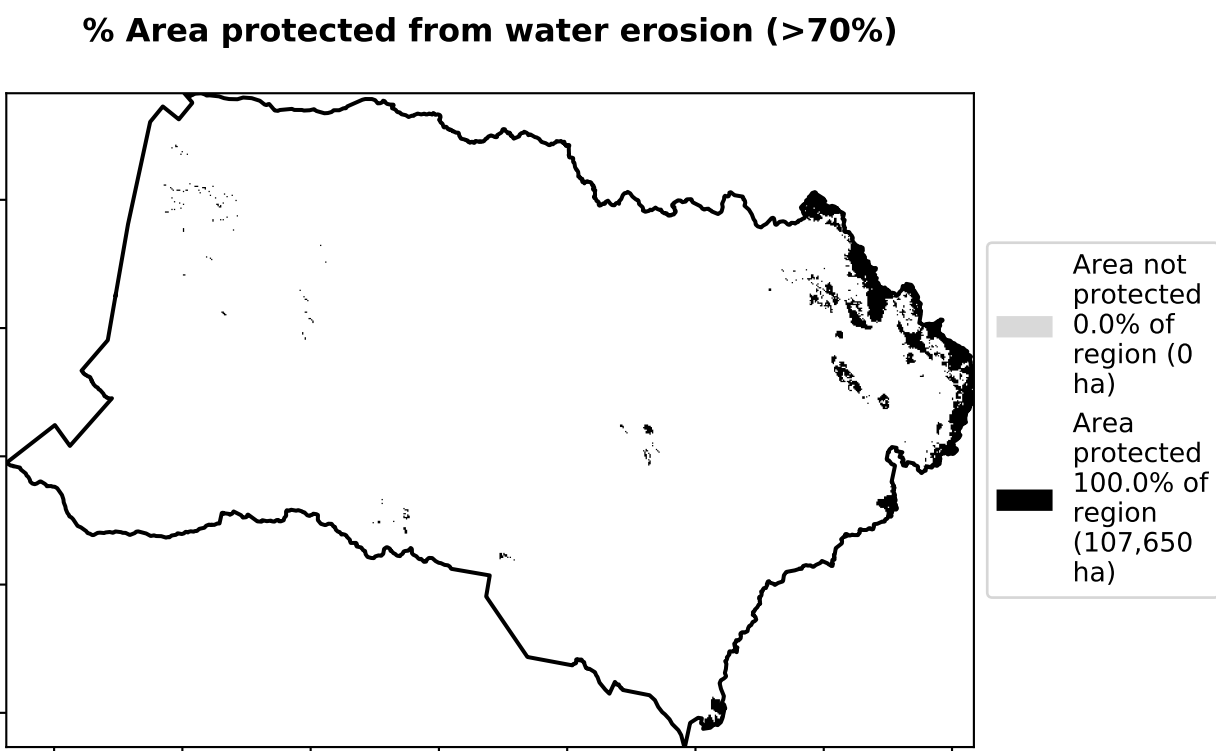 % Area protected from water erosion (>70%)
Area not
protected
0.0% of
region (0
ha)
Area
protected
100.0% of
region
(107,650
ha)